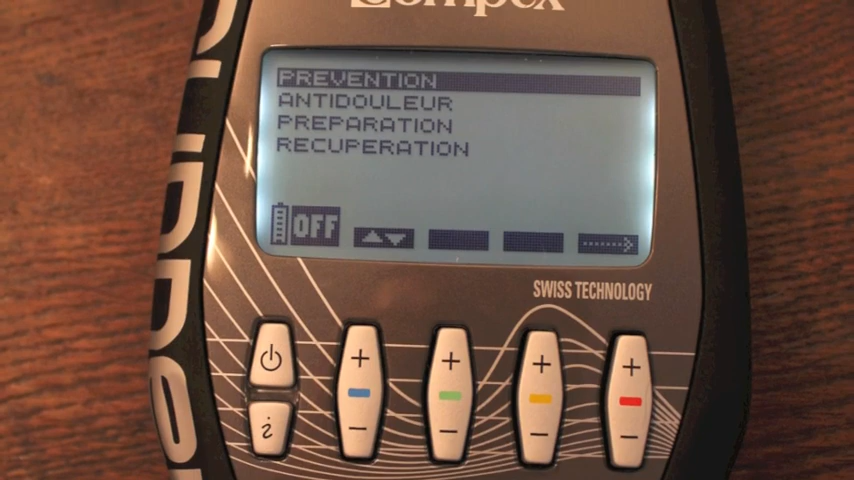 Compex
PREVENTION
ANTIDOULEUR
PREPARATION
RECUPERATION
OFF
SWISS TECHNOLOGY
+ + + +
i - - - -